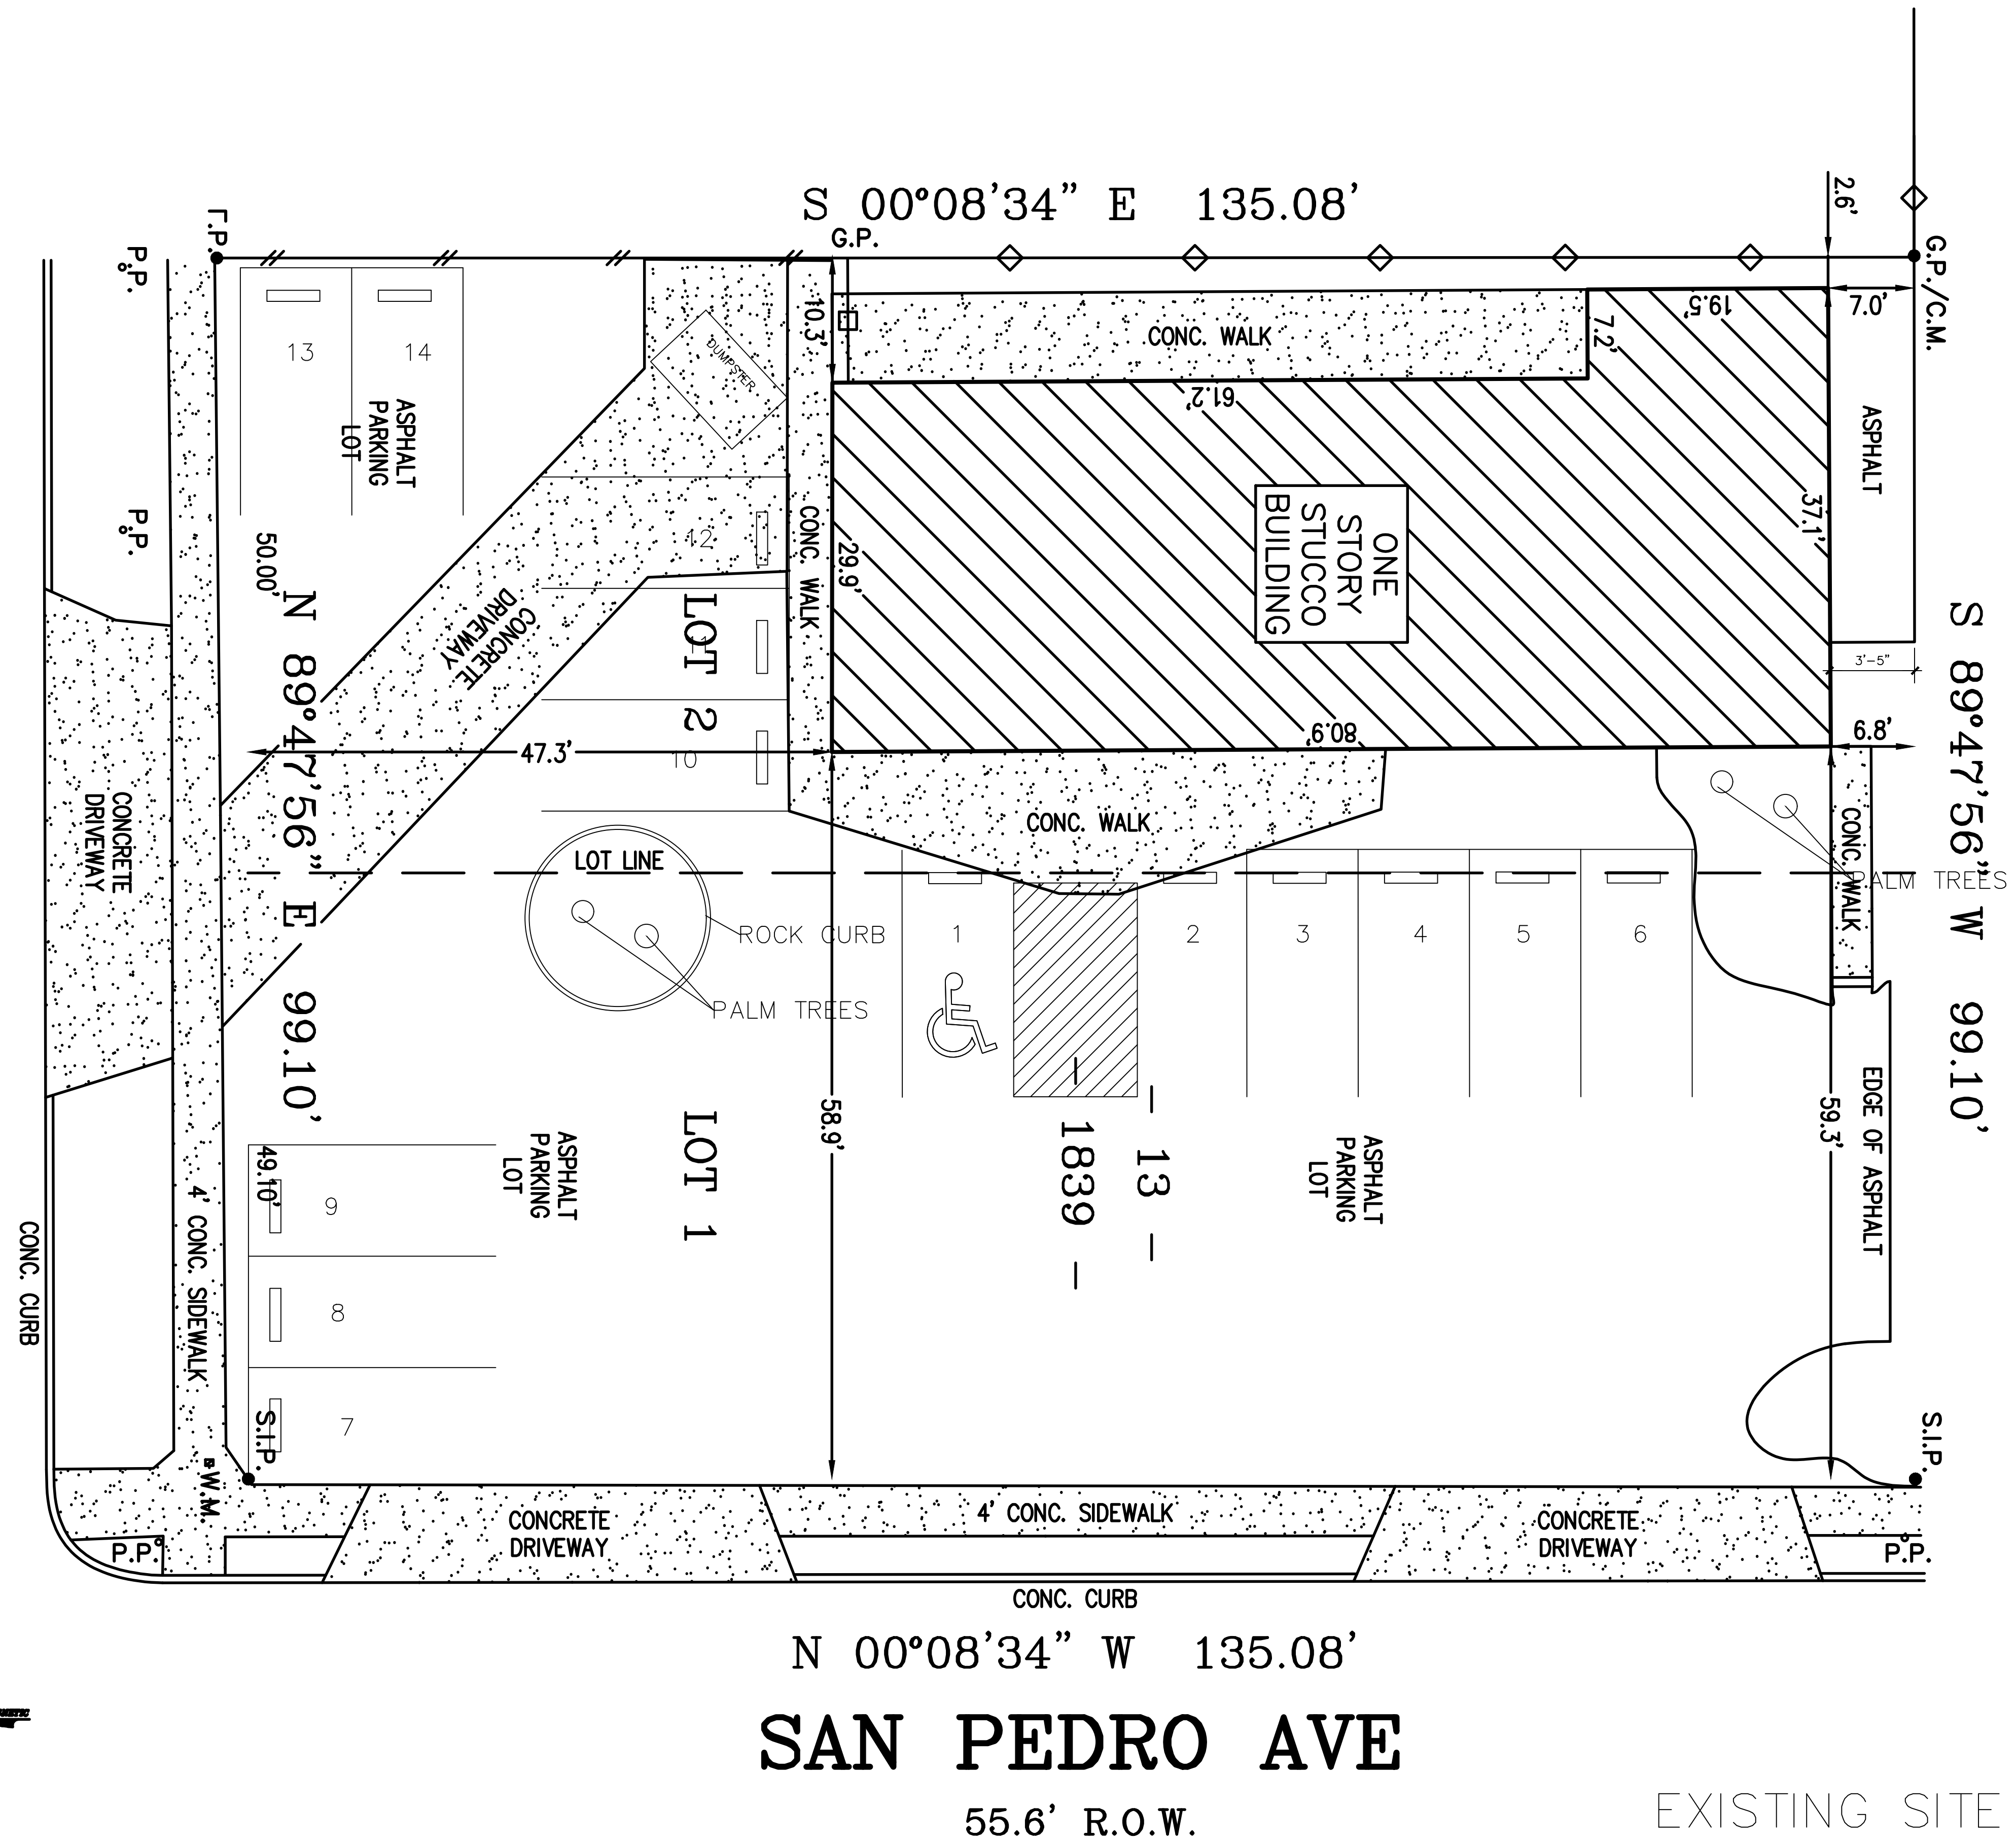 S 00°08'34" E 135.08'
2.6'
G.P.
G.P./C.M.
P.P.
7.0'
19.5'
7.2'
10.3'
CONC. WALK
13
14
DUMPSTER
61.2'
ASPHALT
PARKING
LOT
ASPHALT
37.1'
ONE
STORY
STUCCO
BUILDING
P.P.
12
CONC. WALK
29.9'
50.00'
N 89°47'56" E 99.10'
CONCRETE
DRIVEWAY
11
LOT 2
S 89°47'56" W 99.10'
3'-5"
6.8'
80.9'
47.3'
10
CONCRETE
DRIVEWAY
CONC. WALK
CONC. WALK
LOT LINE
PALM TREES
ROCK CURB
1
2
3
4
5
6
PALM TREES
58.9'
59.3'
EDGE OF ASPHALT
LOT 1
- 13 -
- 1839 -
ASPHALT
PARKING
LOT
ASPHALT
PARKING
LOT
49.10'
9
8
7
4' CONC. SIDEWALK
CONC. CURB
S.I.P.
S.I.P.
W.M.
P.P.
CONCRETE
DRIVEWAY
4' CONC. SIDEWALK
CONCRETE
DRIVEWAY
P.P.
CONC. CURB
N 00°08'34" W 135.08'
SAN PEDRO AVE
55.6' R.O.W.
EXISTING SITE